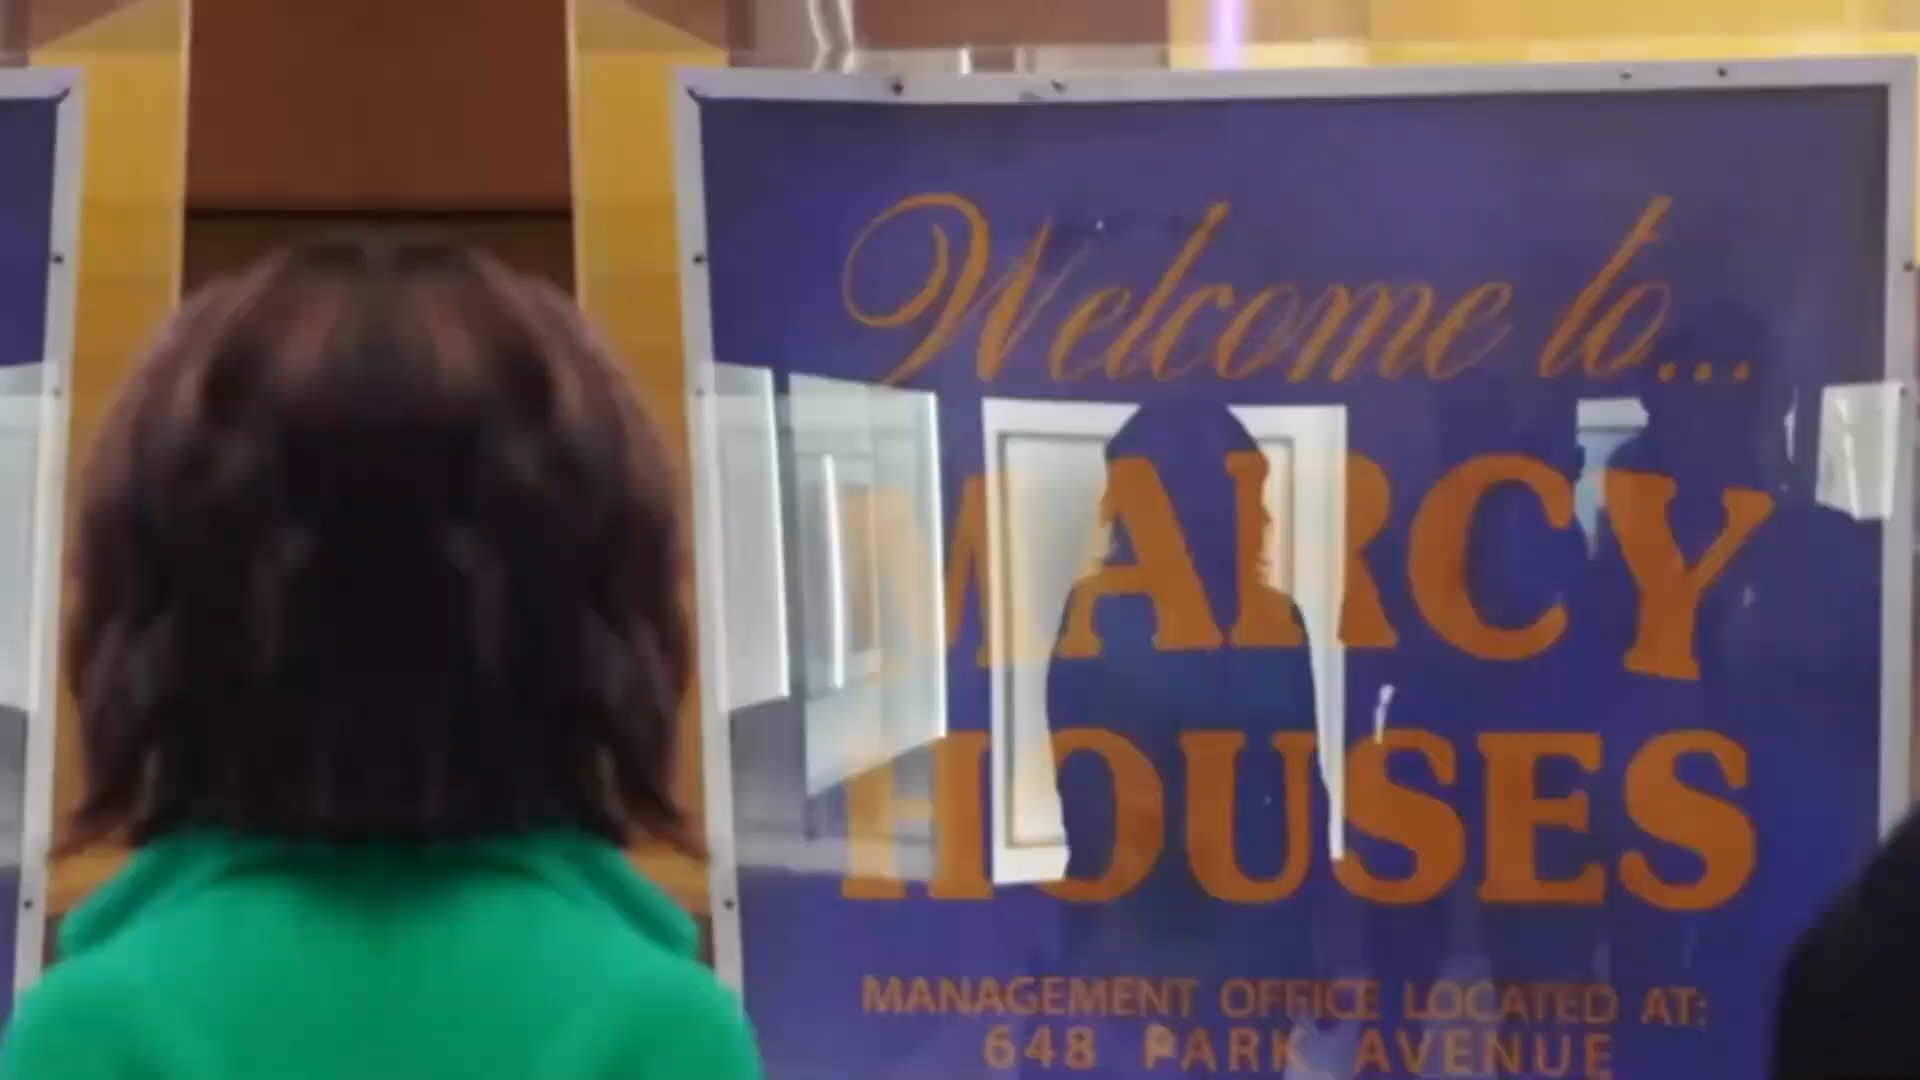 Welcome to...
MARCY
HOUSES
MANAGEMENT OFFICE LOCATED AT:
648 PARK AVENUE